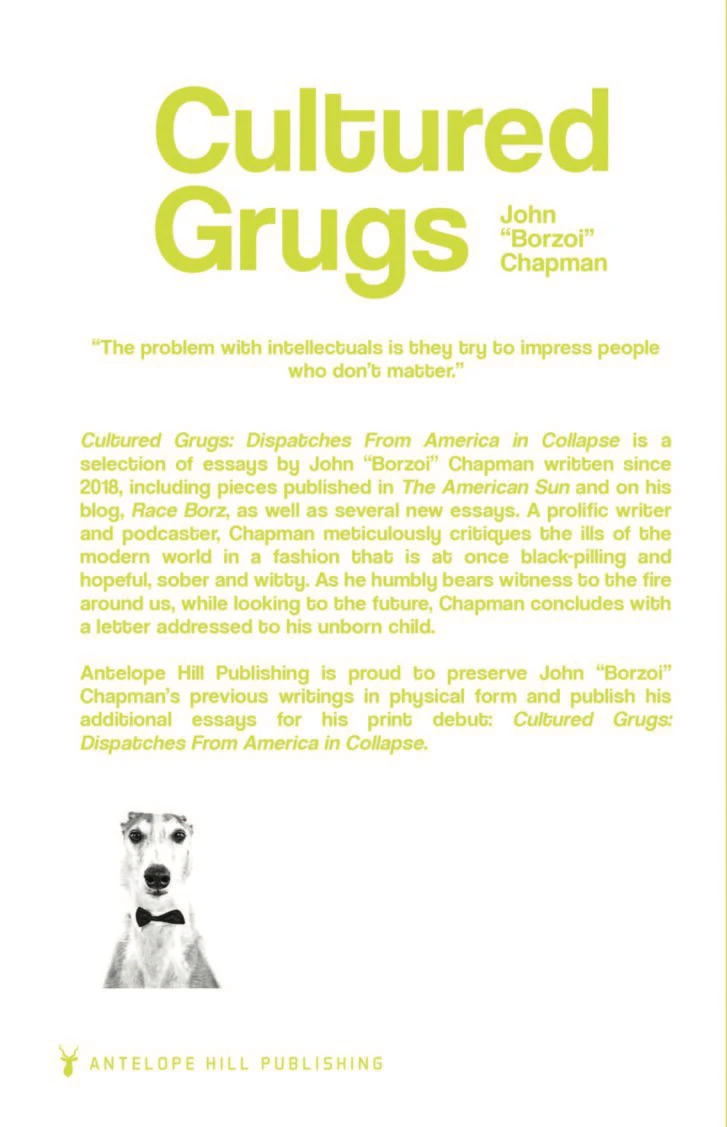 Cultured
Grugs
John
“Borzoi”
Chapman
“The problem with intellectuals is they try to impress people
who don’t matter.”
Cultured Grugs: Dispatches From America in Collapse is a
selection of essays by John “Borzoi” Chapman written since
2018, including pieces published in The American Sun and on his
blog, Race Borz, as well as several new essays. A prolific writer
and podcaster, Chapman meticulously critiques the ills of the
modern world in a fashion that is at once black-pilling and
hopeful, sober and witty. As he humbly bears witness to the fire
around us, while looking to the future, Chapman concludes with
a letter addressed to his unborn child.
Antelope Hill Publishing is proud to preserve John “Borzoi”
Chapman’s previous writings in physical form and publish his
additional essays for his print debut: Cultured Grugs:
Dispatches From America in Collapse.
ANTELOPE HILL PUBLISHING